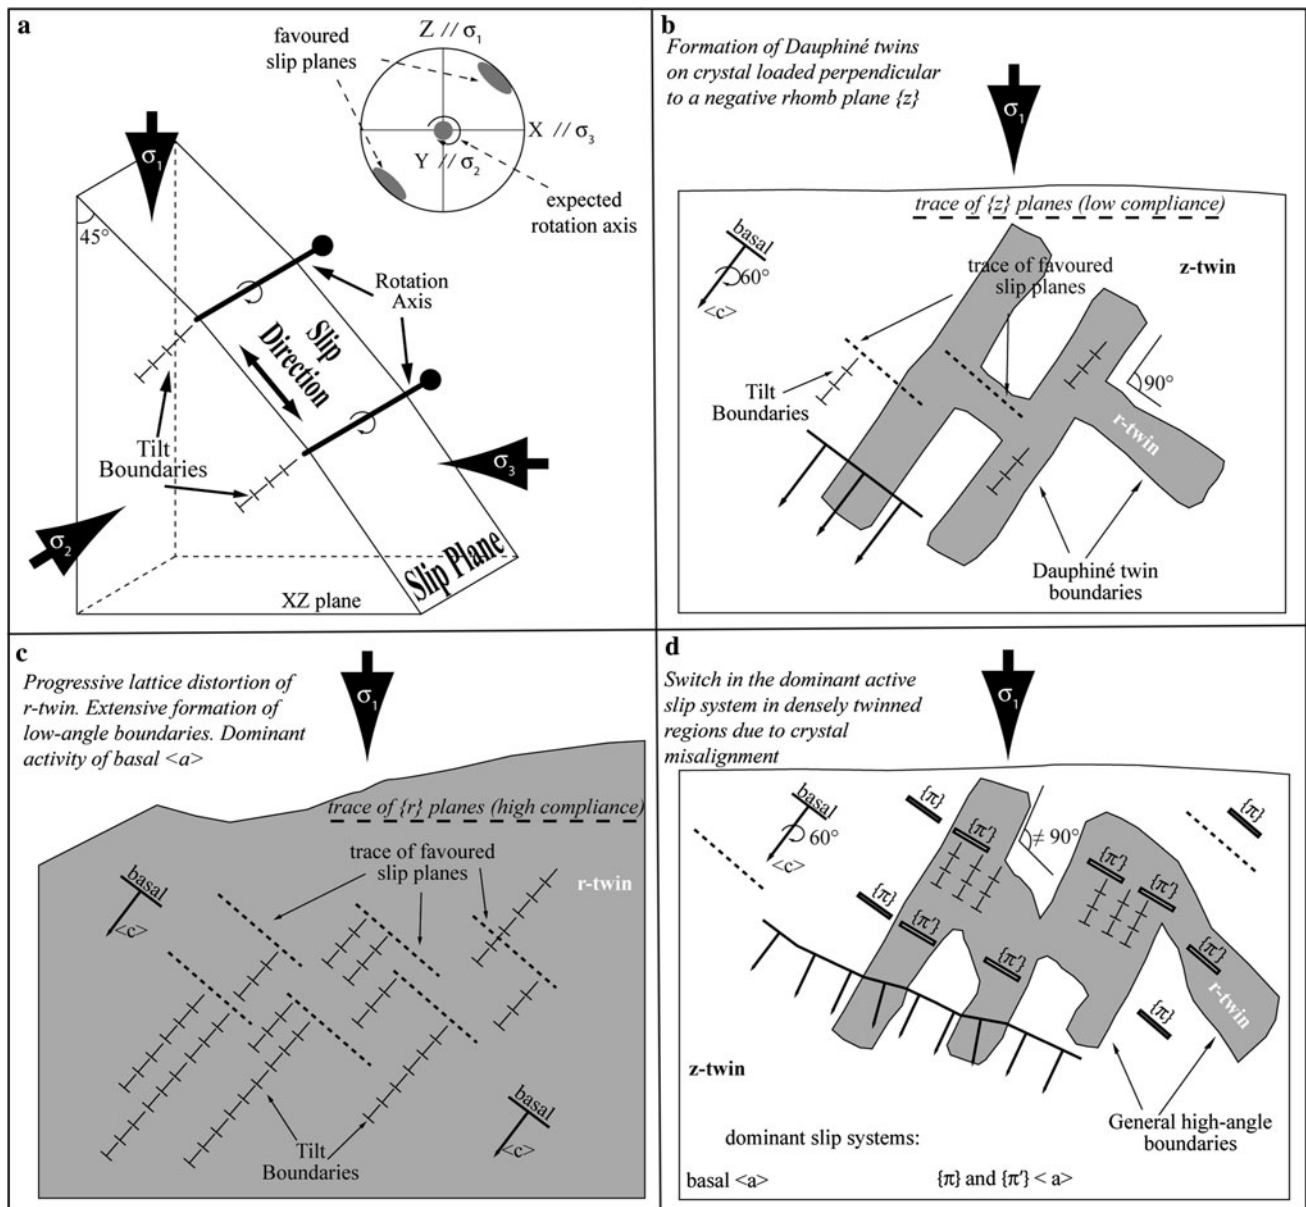 a
favoured
slip planes
Z // σ1
X // σ3
Y // σ2
expected
rotation axis
σ1
45°
Rotation
Axis
Slip
Direction
Tilt
Boundaries
σ3
σ2
Slip Plane
XZ plane
b
Formation of Dauphiné twins
on crystal loaded perpendicular
to a negative rhomb plane {z}
σ1
trace of {z} planes (low compliance)
basal
60°
<c>
z-twin
trace of favoured
slip planes
Tilt
Boundaries
90°
r-twin
Dauphiné twin
boundaries
c
Progressive lattice distortion of
r-twin. Extensive formation of
low-angle boundaries. Dominant
activity of basal <a>
σ1
trace of {r} planes (high compliance)
trace of favoured
slip planes
r-twin
basal
<c>
basal
<c>
Tilt
Boundaries
d
Switch in the dominant active
slip system in densely twinned
regions due to crystal
misalignment
σ1
basal
60°
<c>
{π}
{π'}
≠ 90°
{π}
{π'}
{π'}
{π}
{π'}
{π'}
{π'}
{π}
r-twin
z-twin
General high-angle
boundaries
dominant slip systems:
basal <a>
{π} and {π'} < a>